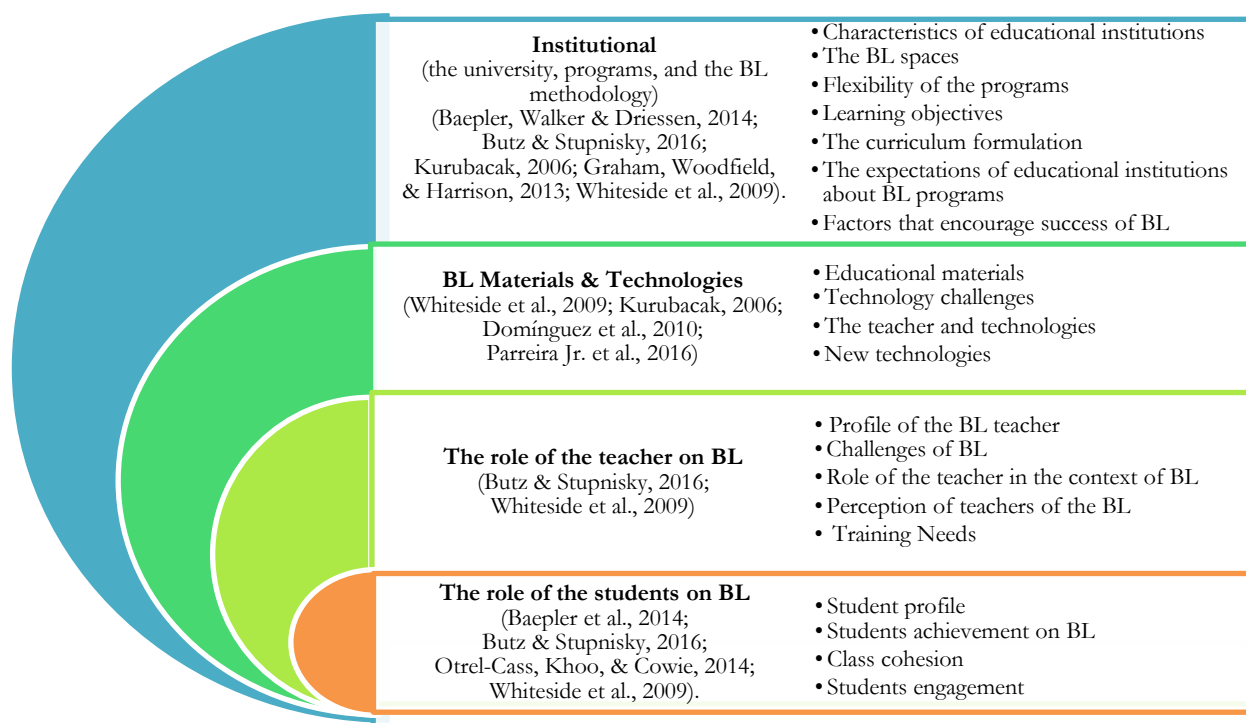 Institutional
(the university, programs, and the BL
methodology)
(Baepler, Walker & Driessen, 2014;
Butz & Stupnisky, 2016;
Kurubacak, 2006; Graham, Woodfield,
& Harrison, 2013; Whiteside et al., 2009).
• Characteristics of educational institutions
• The BL spaces
• Flexibility of the programs
• Learning objectives
• The curriculum formulation
• The expectations of educational institutions
about BL programs
• Factors that encourage success of BL
BL Materials & Technologies
(Whiteside et al., 2009; Kurubacak, 2006;
Domínguez et al., 2010;
Parreira Jr. et al., 2016)
• Educational materials
• Technology challenges
• The teacher and technologies
• New technologies
The role of the teacher on BL
(Butz & Stupnisky, 2016;
Whiteside et al., 2009)
• Profile of the BL teacher
• Challenges of BL
• Role of the teacher in the context of BL
• Perception of teachers of the BL
• Training Needs
The role of the students on BL
(Baepler et al., 2014;
Butz & Stupnisky, 2016;
Otrel-Cass, Khoo, & Cowie, 2014;
Whiteside et al., 2009).
• Student profile
• Students achievement on BL
• Class cohesion
• Students engagement